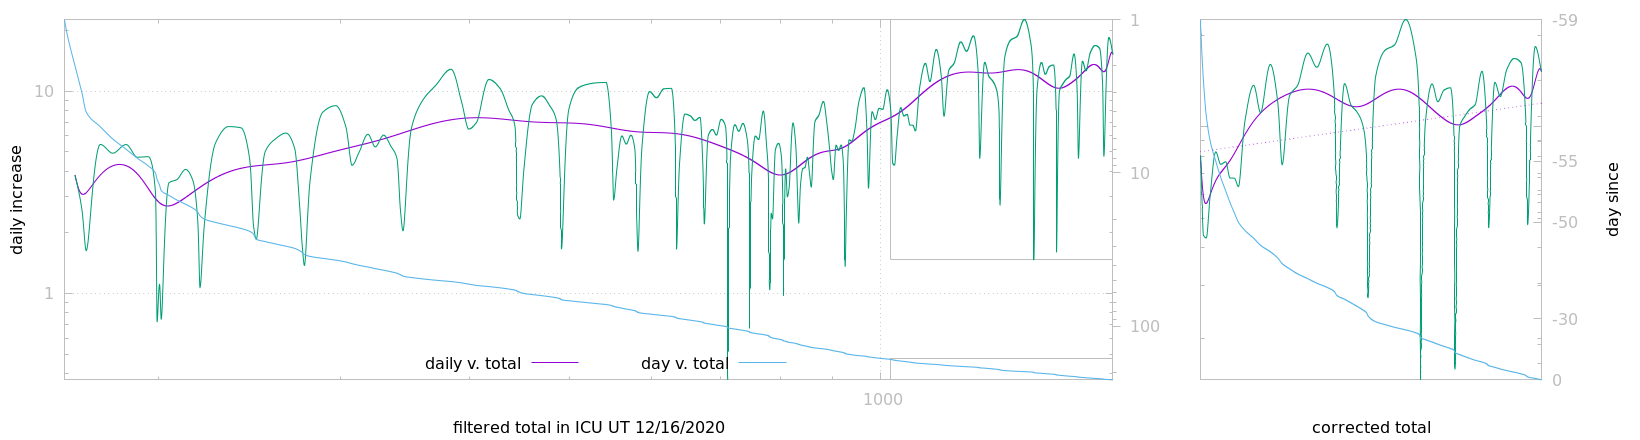 daily increase
10
1
daily v. total
day v. total
1000
filtered total in ICU UT 12/16/2020
1
10
100
-59
-55
-50
-30
0
day since
corrected total